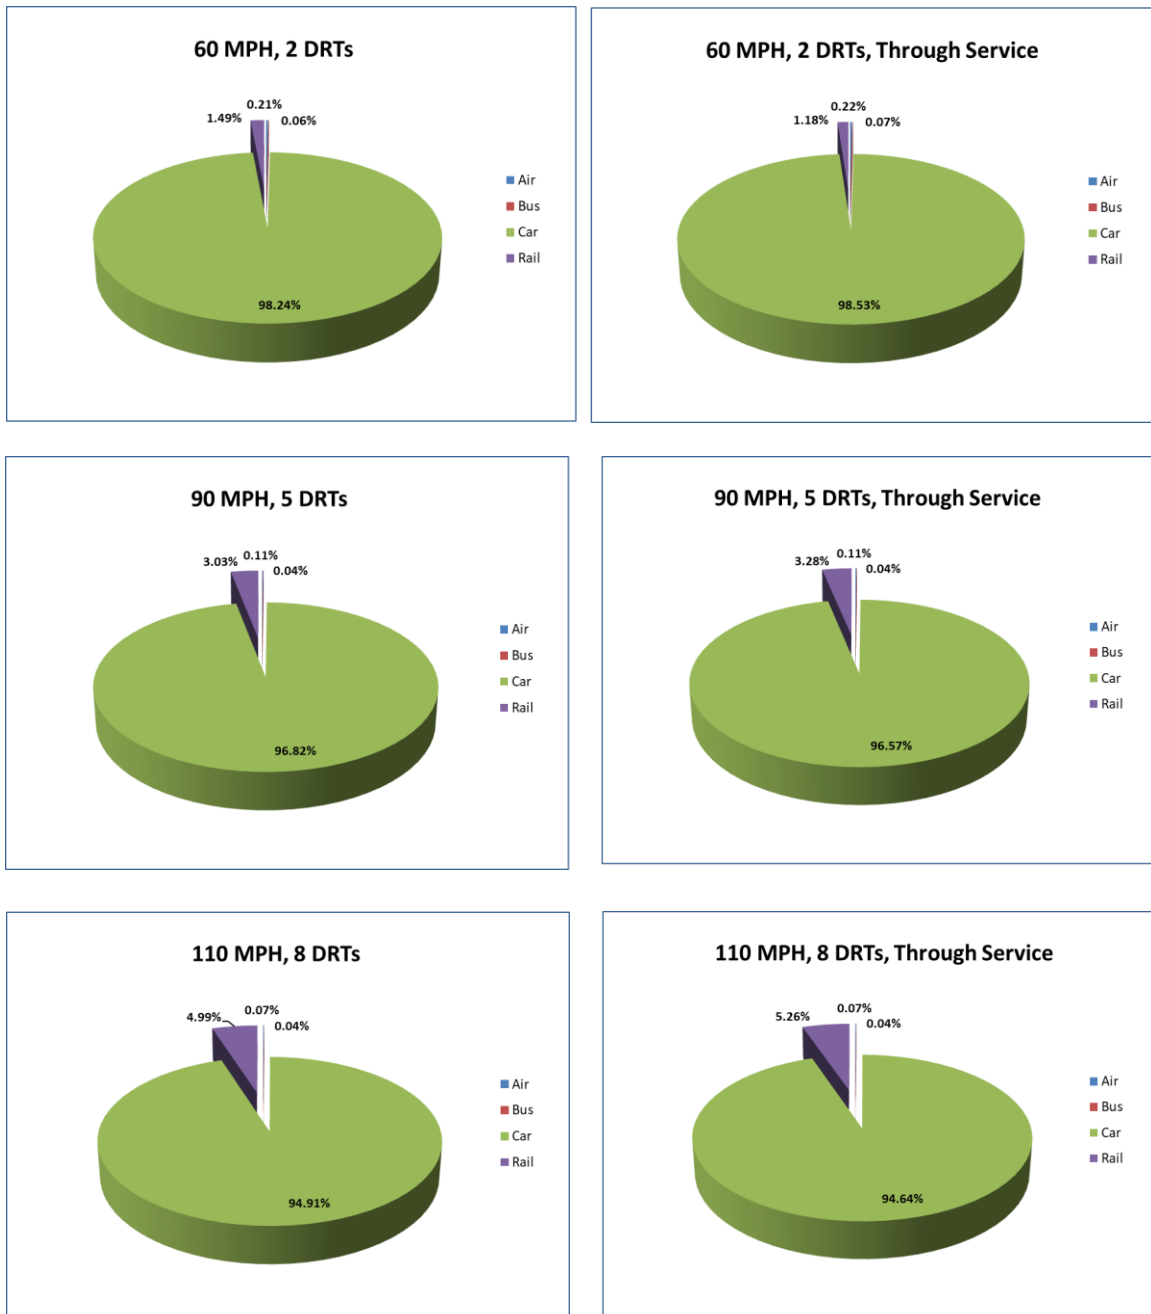 60 MPH, 2 DRTs
0.21%
1.49%
0.06%
98.24%
Air
Bus
Car
Rail
60 MPH, 2 DRTs, Through Service
0.22%
1.18%
0.07%
98.53%
Air
Bus
Car
Rail
90 MPH, 5 DRTs
0.11%
3.03%
0.04%
96.82%
Air
Bus
Car
Rail
90 MPH, 5 DRTs, Through Service
0.11%
3.28%
0.04%
96.57%
Air
Bus
Car
Rail
110 MPH, 8 DRTs
0.07%
4.99%
0.04%
94.91%
Air
Bus
Car
Rail
110 MPH, 8 DRTs, Through Service
0.07%
5.26%
0.04%
94.64%
Air
Bus
Car
Rail